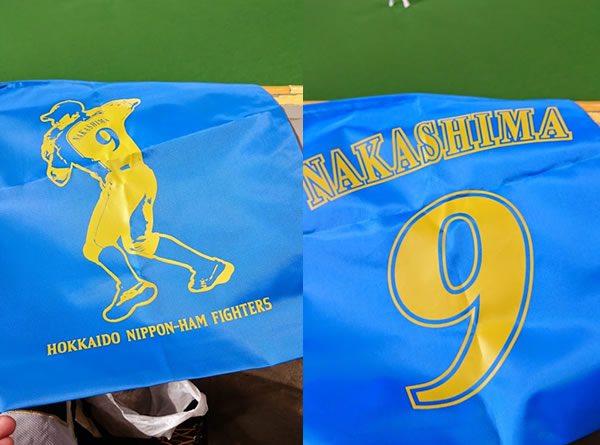 NAKASHIMA
9
HOKKAIDO NIPPON-HAM FIGHTERS
NAKASHIMA
9